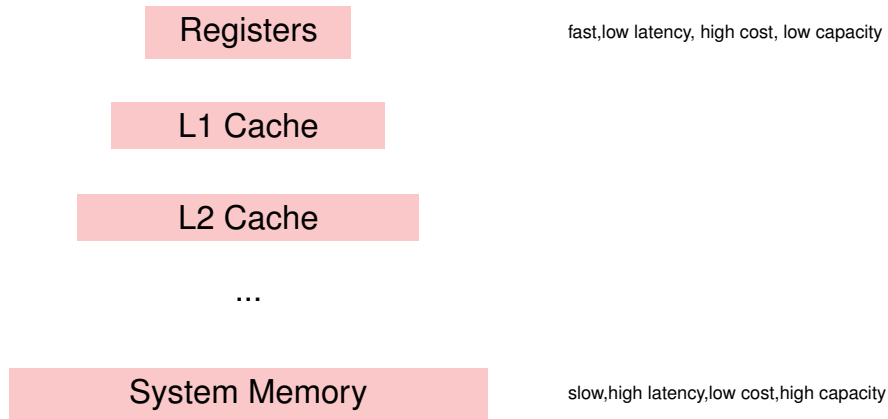 Registers
fast,low latency, high cost, low capacity
L1 Cache
L2 Cache
...
System Memory
slow,high latency,low cost,high capacity